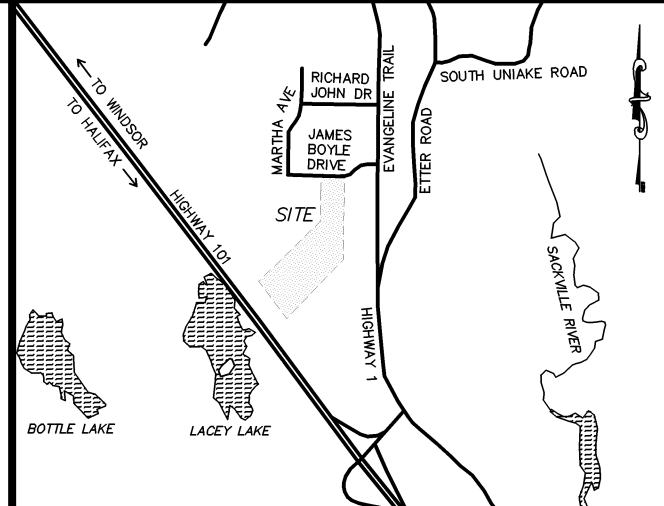 RICHARD
JOHN DR
MARTHA AVE
JAMES
BOYLE
DRIVE
EVANGELINE TRAIL
ETTER ROAD
SOUTH UNIAKE ROAD
TO WINDSOR
TO HALIFAX
HIGHWAY 101
SITE
HIGHWAY 1
SACKVILLE RIVER
BOTTLE LAKE
LACEY LAKE